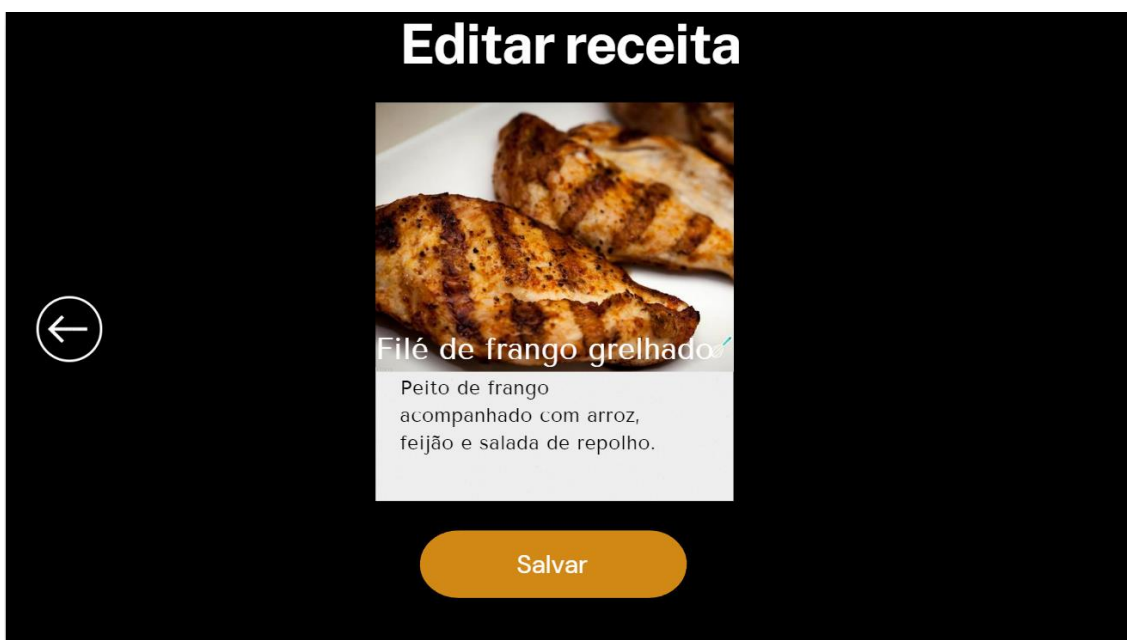 Editar receita
Filé de frango grelhado
Peito de frango
acompanhado com arroz,
feijão e salada de repolho.
Salvar